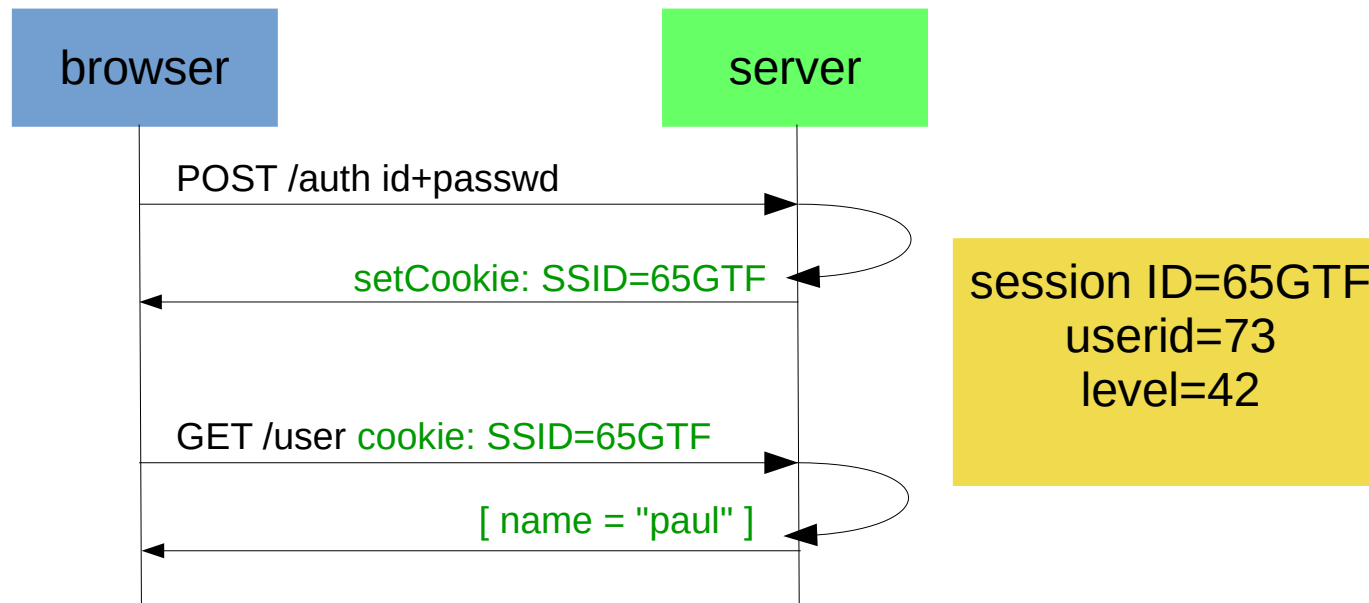 browser
server
POST /auth id+passwd
setCookie: SSID=65GTF
session ID=65GTF
userid=73
level=42
GET /user cookie: SSID=65GTF
[ name = "paul" ]